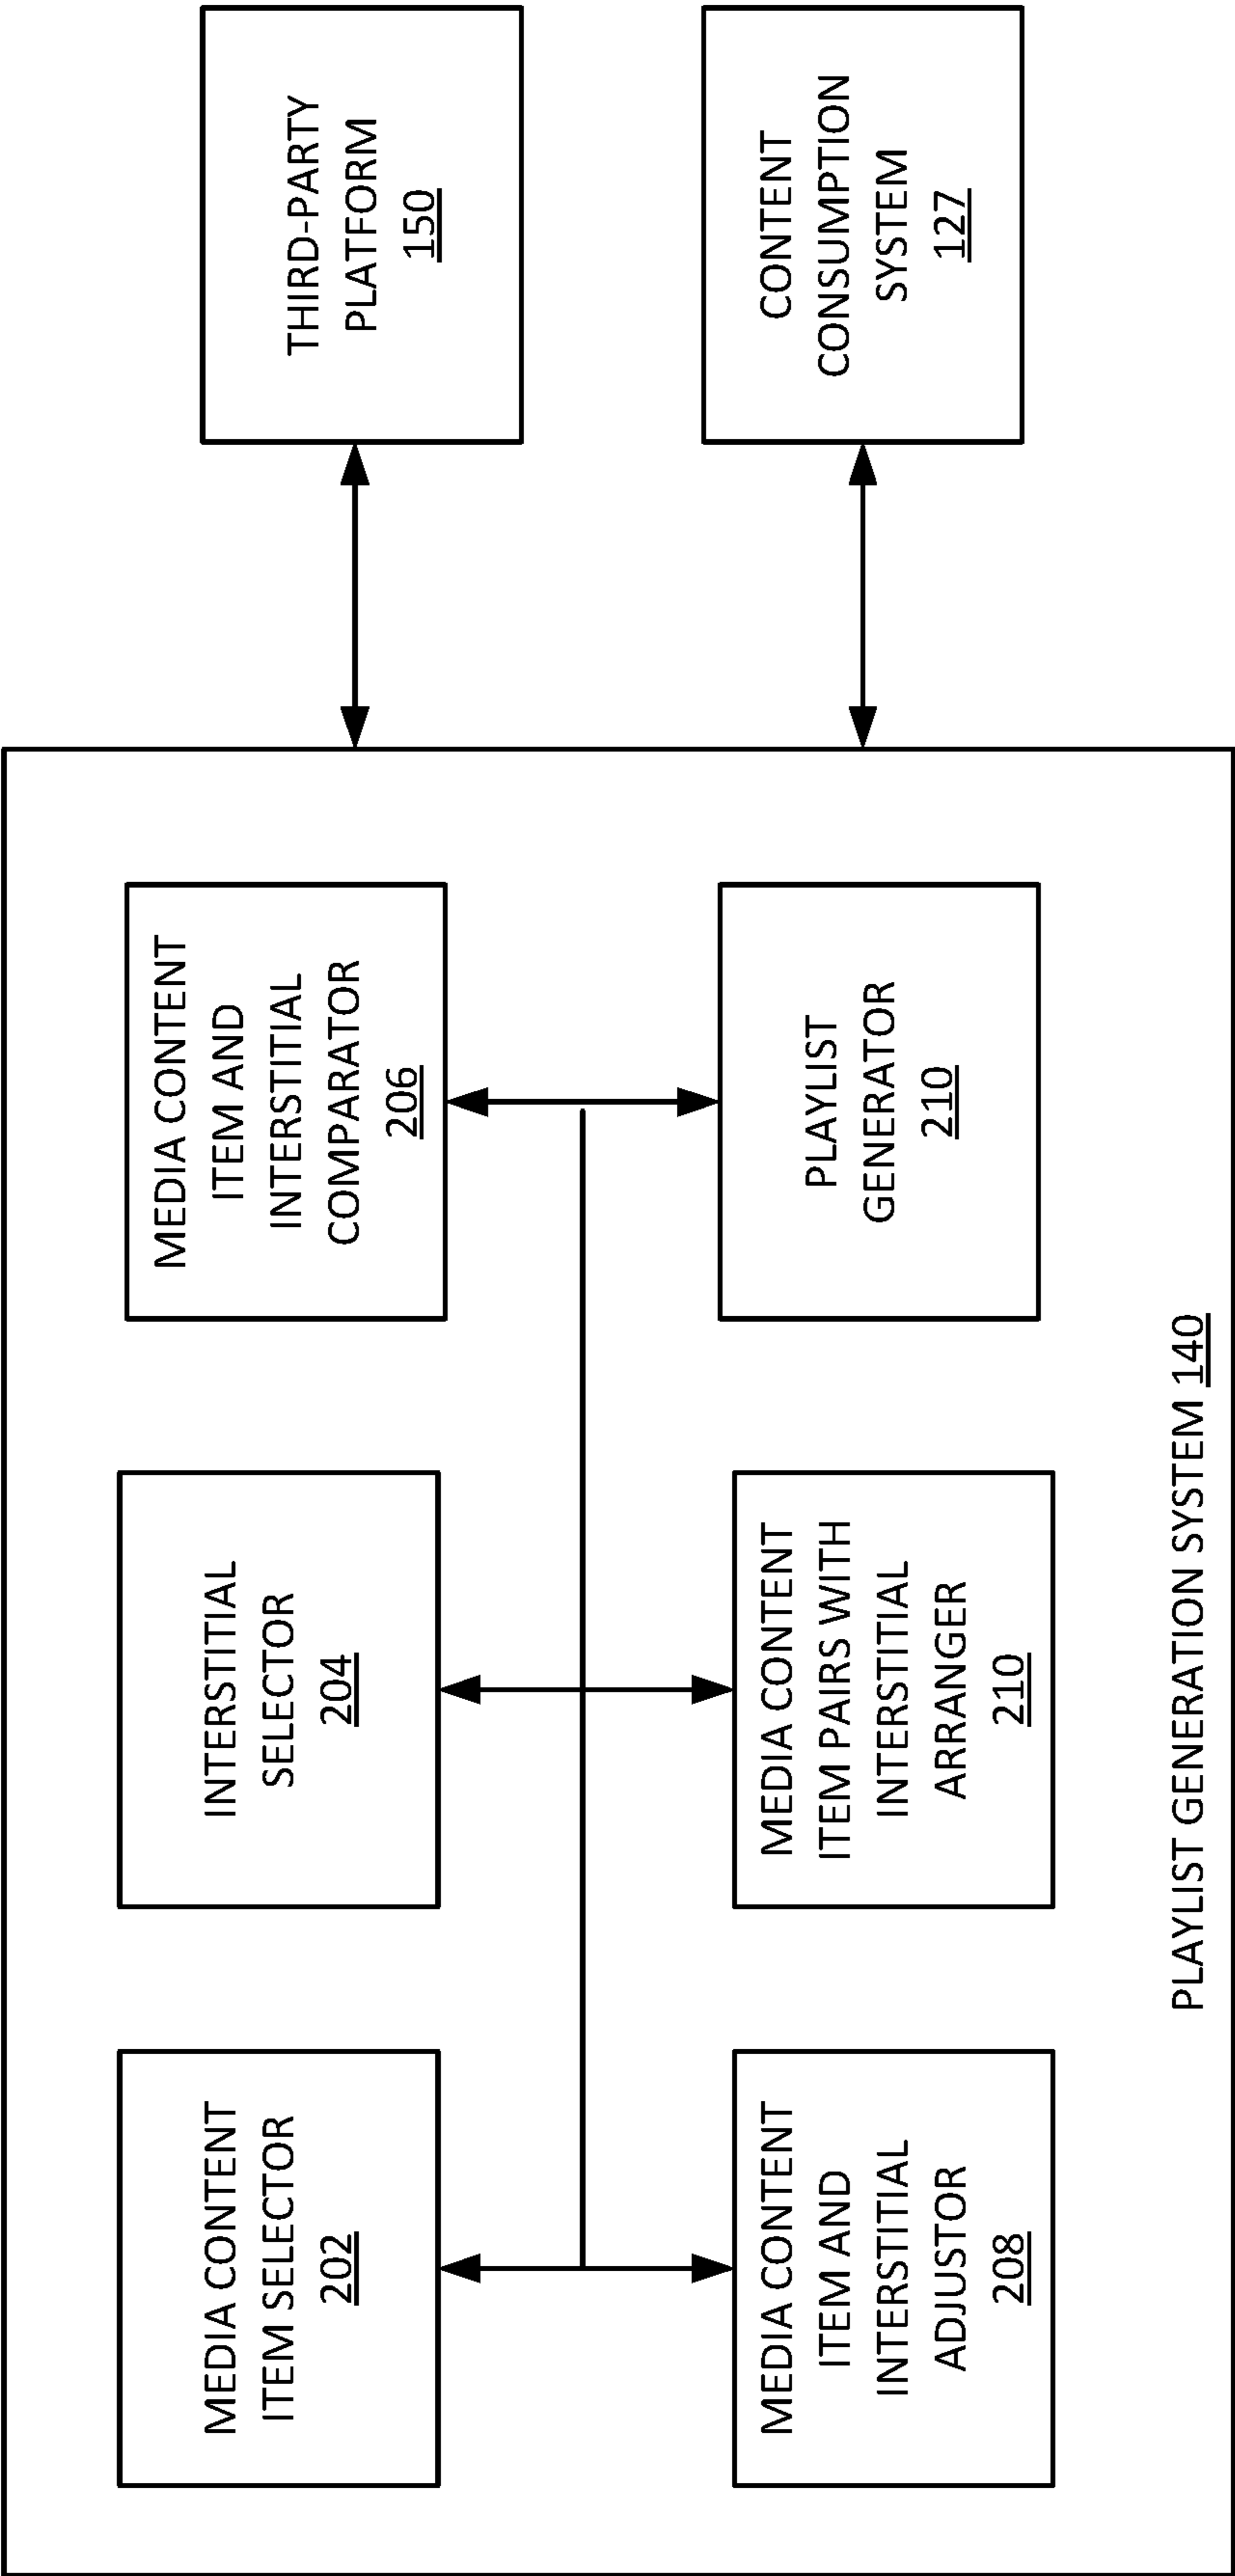 MEDIA CONTENT
ITEM SELECTOR
202
INTERSTITIAL
SELECTOR
204
MEDIA CONTENT
ITEM AND
INTERSTITIAL
COMPARATOR
206
THIRD-PARTY
PLATFORM
150
MEDIA CONTENT
ITEM AND
INTERSTITIAL
ADJUSTOR
208
MEDIA CONTENT
ITEM PAIRS WITH
INTERSTITIAL
ARRANGER
210
PLAYLIST
GENERATOR
210
CONTENT
CONSUMPTION
SYSTEM
127
PLAYLIST GENERATION SYSTEM 140